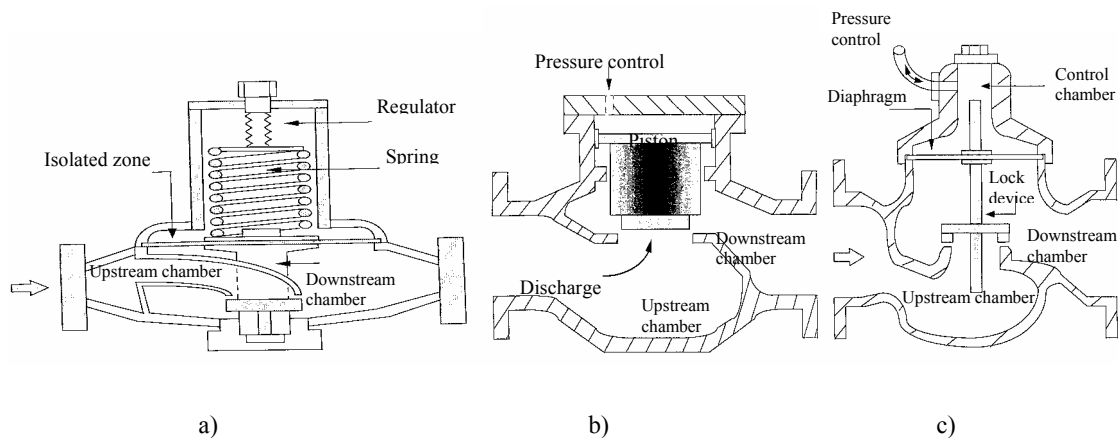 Regulator
Isolated zone
Spring
Upstream chamber
Downstream
chamber
a)
Pressure control
Piston
Downstream
chamber
Discharge
Upstream
chamber
b)
Pressure
control
Control
chamber
Diaphragm
Lock
device
Downstream
chamber
Upstream chamber
c)